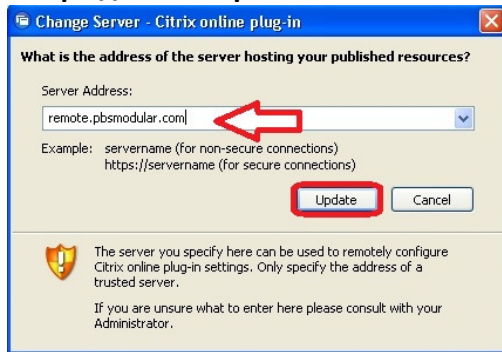 Change Server - Citrix online plug-in
What is the address of the server hosting your published resources?
Server Address:
remote.pbsmodular.com
Example: servername (for non-secure connections)
https://servername (for secure connections)
Update Cancel
The server you specify here can be used to remotely configure
Citrix online plug-in settings. Only specify the address of a
trusted server.
If you are unsure what to enter here please consult with your
Administrator.